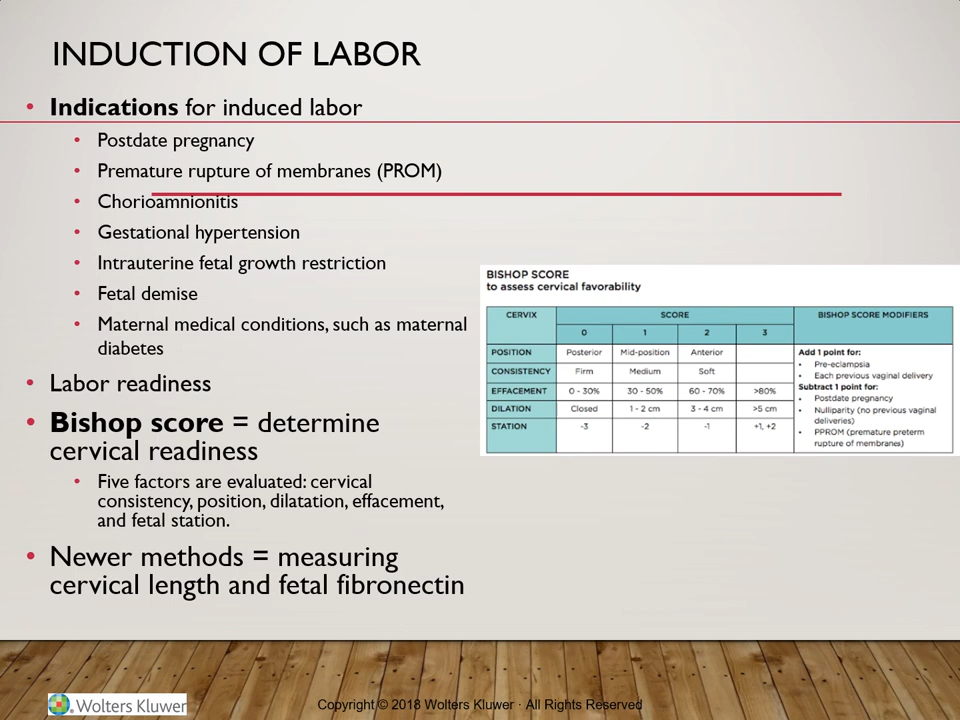 INDUCTION OF LABOR
• Indications for induced labor
• Postdate pregnancy
• Premature rupture of membranes (PROM)
• Chorioamnionitis
• Gestational hypertension
• Intrauterine fetal growth restriction
• Fetal demise
• Maternal medical conditions, such as maternal
diabetes
• Labor readiness
• Bishop score = determine
cervical readiness
• Five factors are evaluated: cervical
consistency, position, dilatation, effacement,
and fetal station.
• Newer methods = measuring
cervical length and fetal fibronectin
BISHOP SCORE
to assess cervical favorability
CERVIX SCORE BISHOP SCORE MODIFIERS
0 1 2 3
POSITION Posterior Mid-position Anterior
CONSISTENCY Firm Medium Soft
EFFACEMENT 0 - 30% 30 - 50% 60 - 70% >80%
DILATION Closed 1 - 2 cm 3 - 4 cm >5 cm
STATION -3 -2 -1 +1, +2
Add 1 point for:
• Pre-eclampsia
• Each previous vaginal delivery
Subtract 1 point for:
• Postdate pregnancy
• Nulliparity (no previous vaginal
deliveries)
• PPROM (premature preterm
rupture of membranes)
Wolters Kluwer
Copyright © 2018 Wolters Kluwer · All Rights Reserved